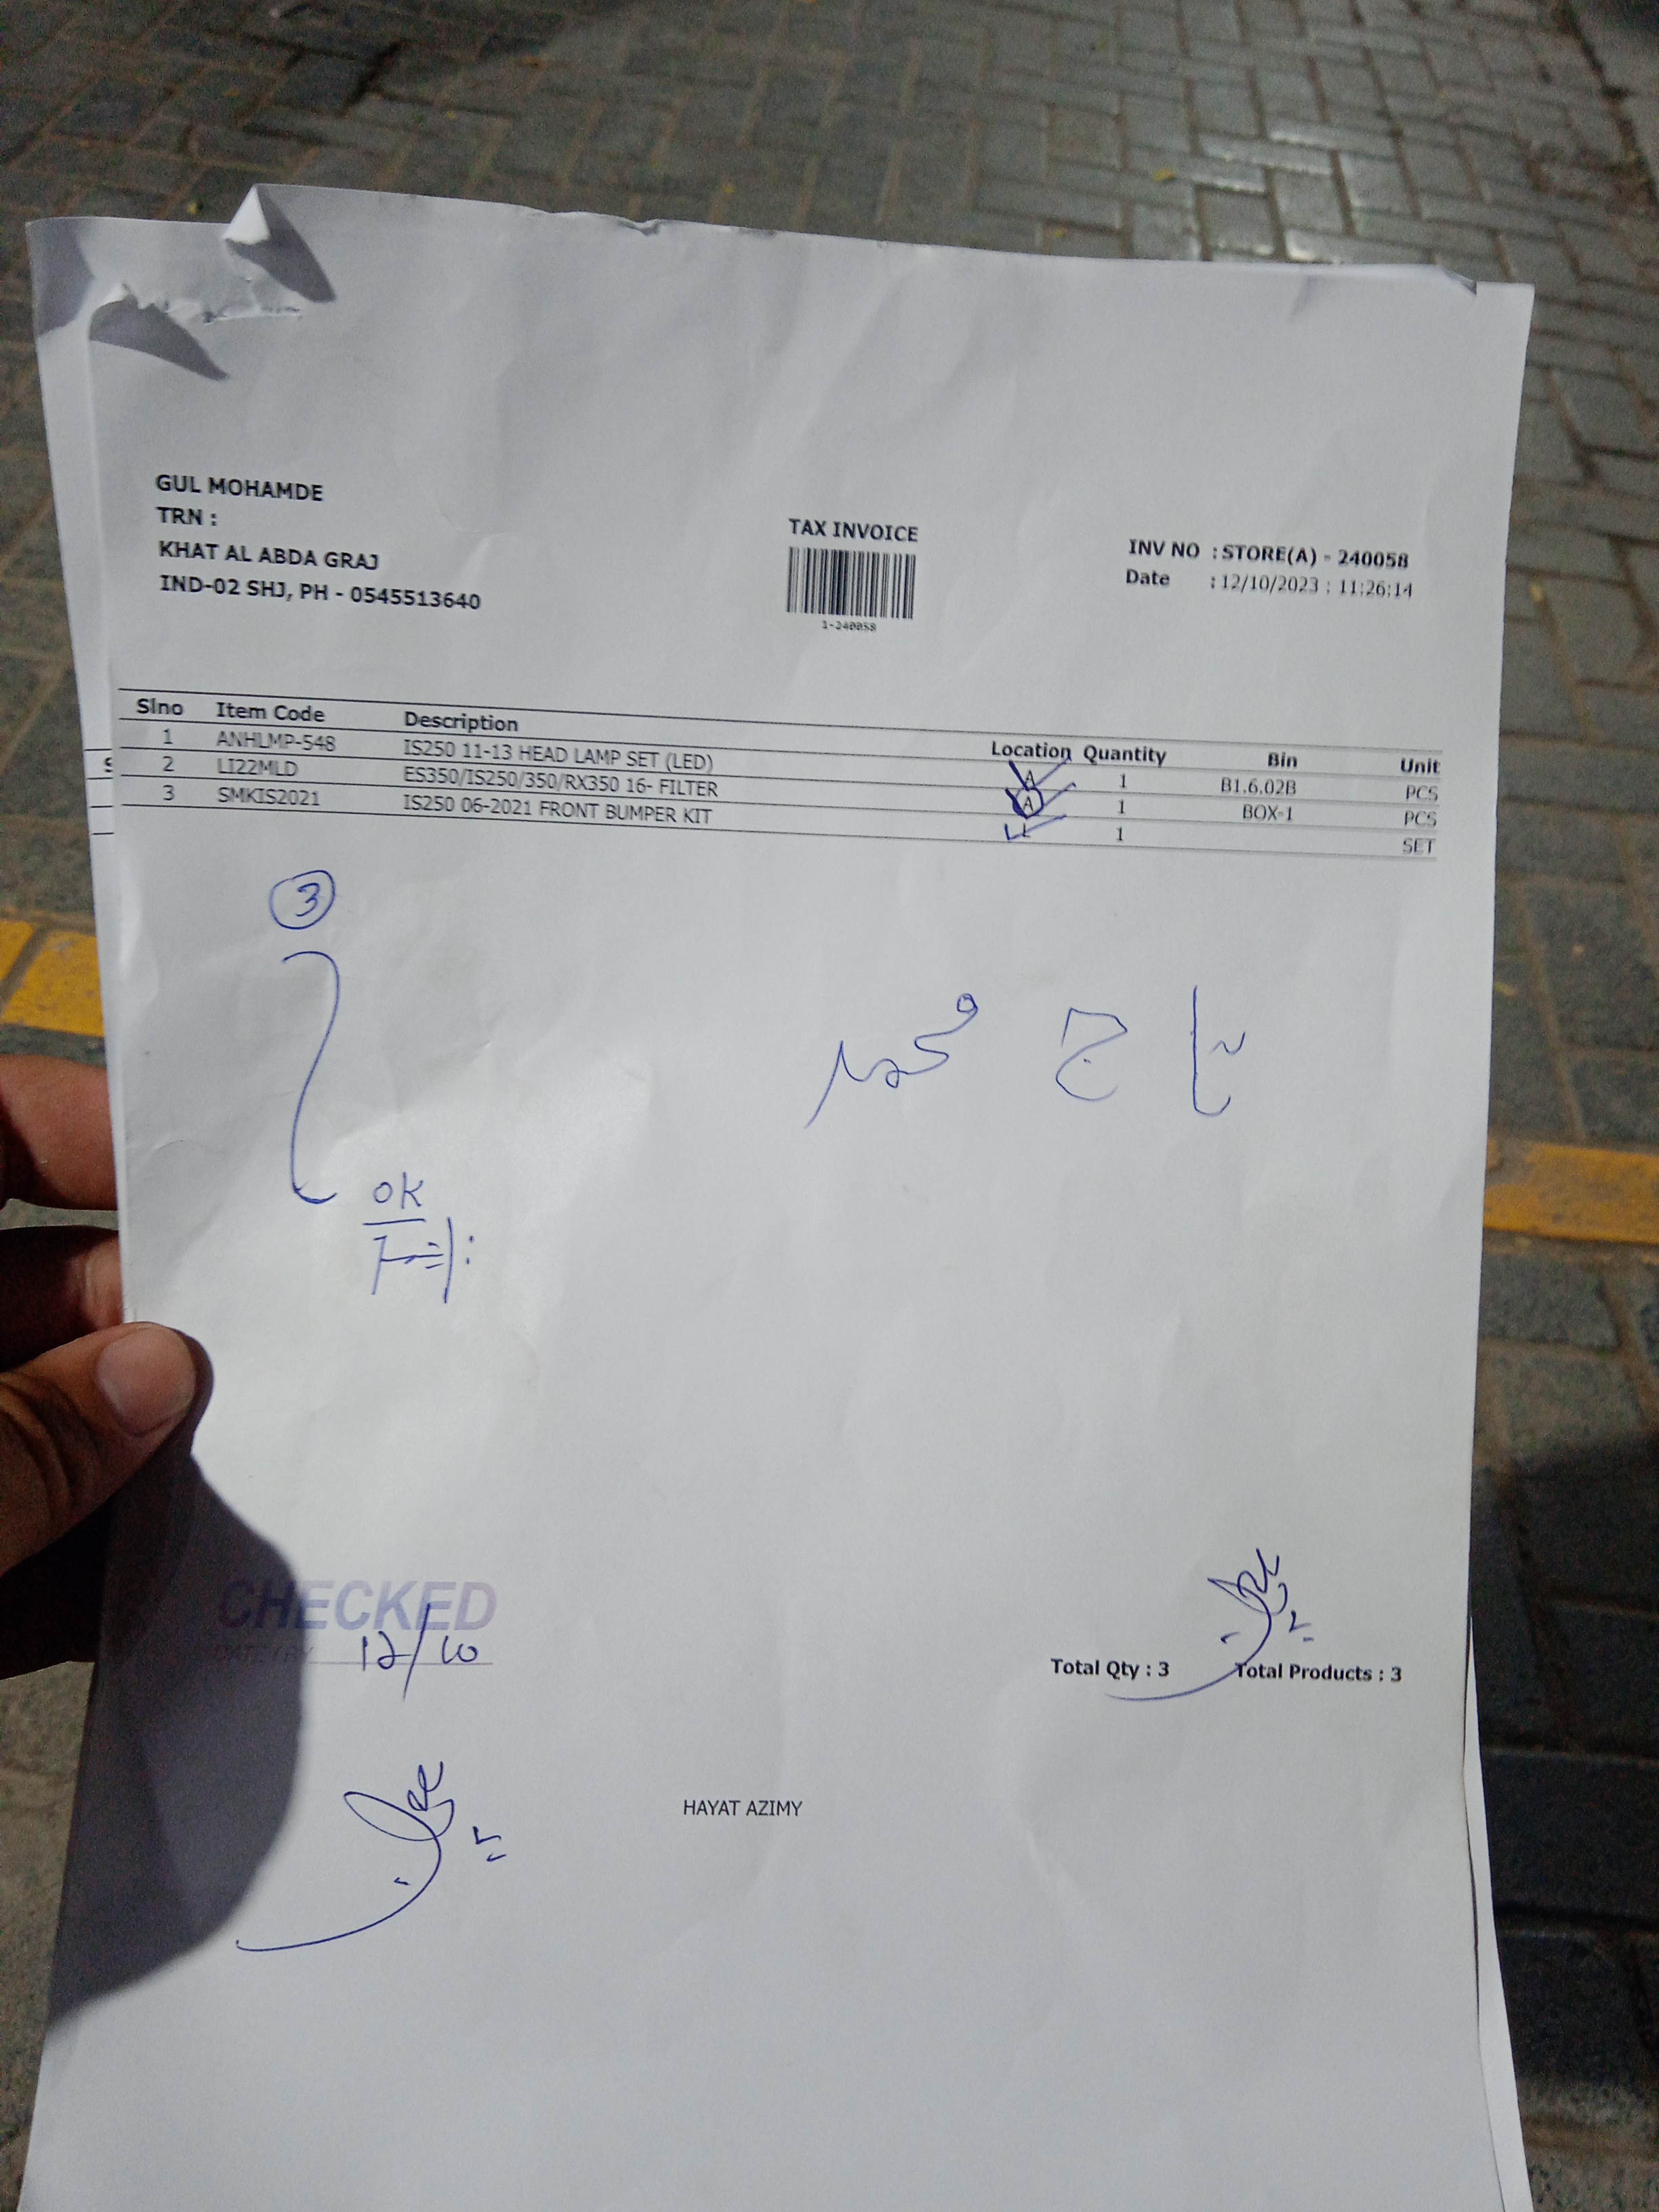 GUL MOHAMDE
TRN :
KHAT AL ABDA GRAJ
IND-02 SHJ, PH - 0545513640
TAX INVOICE
1-240058
INV NO : STORE(A) - 240058
Date : 12/10/2023 : 11:26:14
Slno Item Code Description Location Quantity Bin Unit
1 ANHLMP-548 IS250 11-13 HEAD LAMP SET (LED) A 1 B1.6.02B PCS
2 LI22MLD ES350/IS250/350/RX350 16- FILTER A 1 BOX-1 PCS
3 SMKIS2021 IS250 06-2021 FRONT BUMPER KIT 1 SET
3
تاج محمد
OK
CHECKED
12/10
Total Qty : 3 Total Products : 3
HAYAT AZIMY